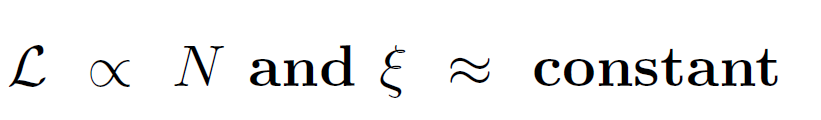 ℒ ∝ N and ξ ≈ constant